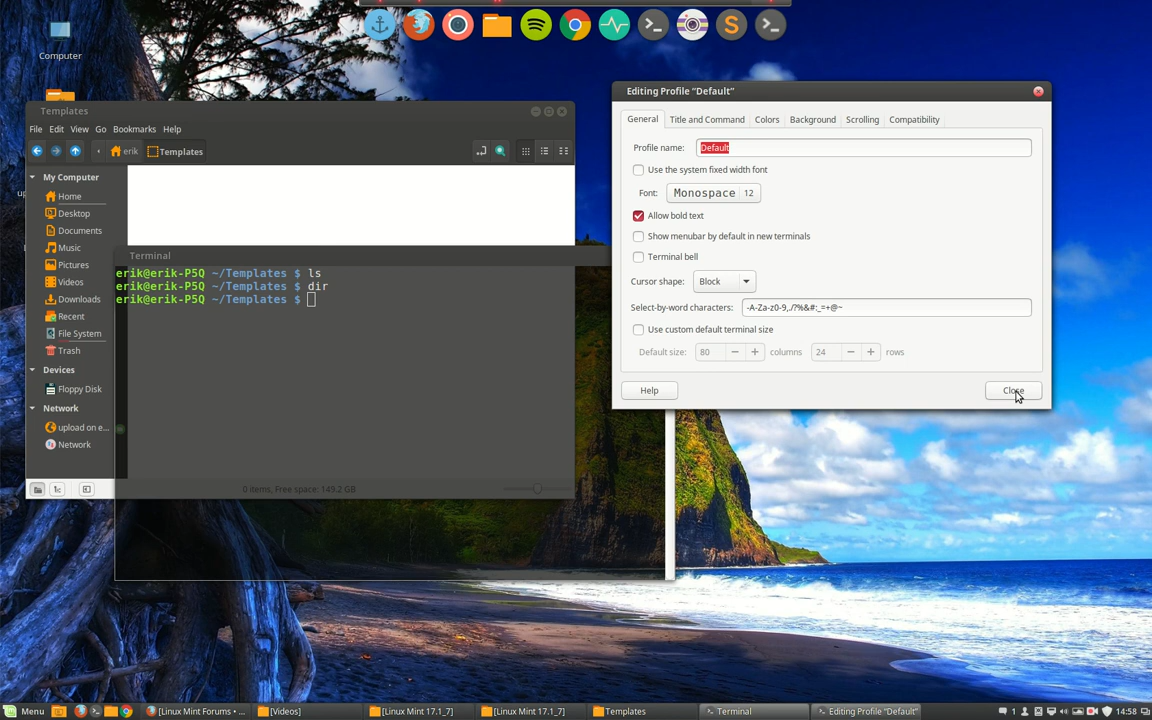 Computer
Templates
File Edit View Go Bookmarks Help
erik
Templates
My Computer
Home
Desktop
Documents
Music
Pictures
Videos
Downloads
Recent
File System
Trash
Devices
Floppy Disk
Network
upload on e...
Network
0 items, Free space: 149.2 GB
Terminal
erik@erik-P5Q ~/Templates $ ls
erik@erik-P5Q ~/Templates $ dir
erik@erik-P5Q ~/Templates $
Editing Profile “Default”
General Title and Command Colors Background Scrolling Compatibility
Profile name: Default
Use the system fixed width font
Font: Monospace 12
Allow bold text
Show menubar by default in new terminals
Terminal bell
Cursor shape: Block
Select-by-word characters: -A-Za-z0-9,./?%&#:_=+@~
Use custom default terminal size
Default size: 80 columns 24 rows
Help Close
Menu [Linux Mint Forums • ... [Videos] [Linux Mint 17.1_7] [Linux Mint 17.1_7] Templates Terminal Editing Profile “Default” 1 14:58